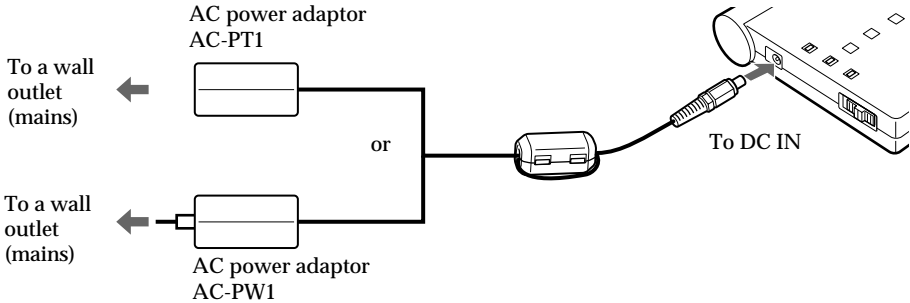 AC power adaptor
AC-PT1
To a wall
outlet
(mains)
or
To DC IN
To a wall
outlet
(mains)
AC power adaptor
AC-PW1